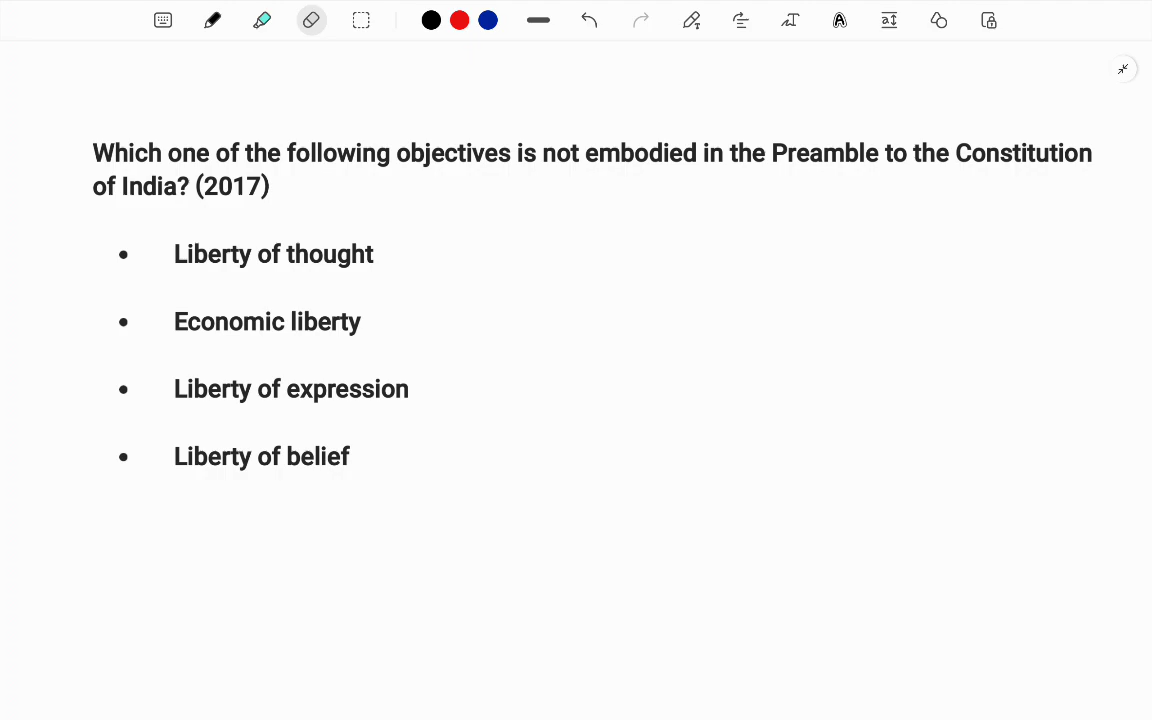 Which one of the following objectives is not embodied in the Preamble to the Constitution
of India? (2017)
• Liberty of thought
• Economic liberty
• Liberty of expression
• Liberty of belief